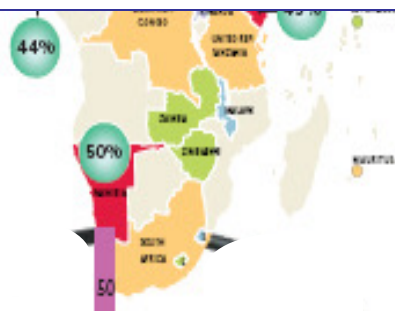 CONGO
44%
UNITED REP
TANZANIA
MALAWI
ZAMBIA
ZIMBABWE
50%
MAURITIUS
NAMIBIA
SOUTH
AFRICA
50